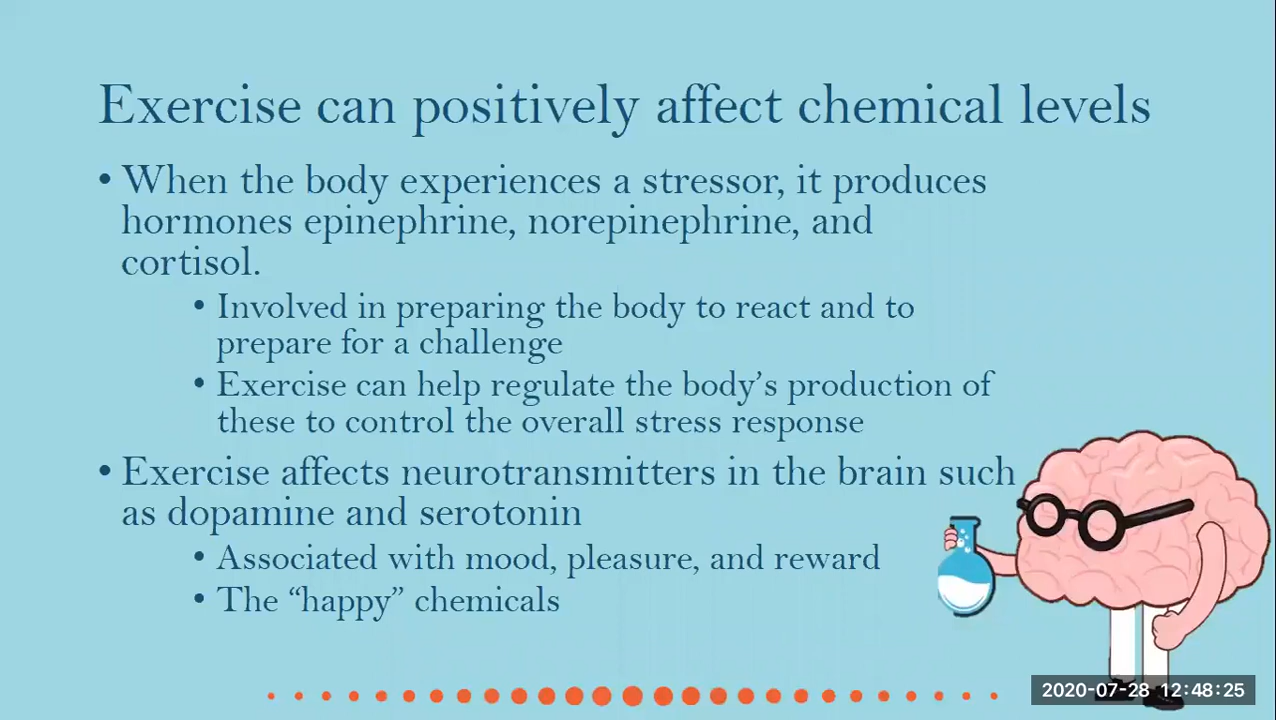 Exercise can positively affect chemical levels
• When the body experiences a stressor, it produces
hormones epinephrine, norepinephrine, and
cortisol.
• Involved in preparing the body to react and to
prepare for a challenge
• Exercise can help regulate the body's production of
these to control the overall stress response
• Exercise affects neurotransmitters in the brain such
as dopamine and serotonin
• Associated with mood, pleasure, and reward
• The “happy” chemicals
2020-07-28 12:48:25